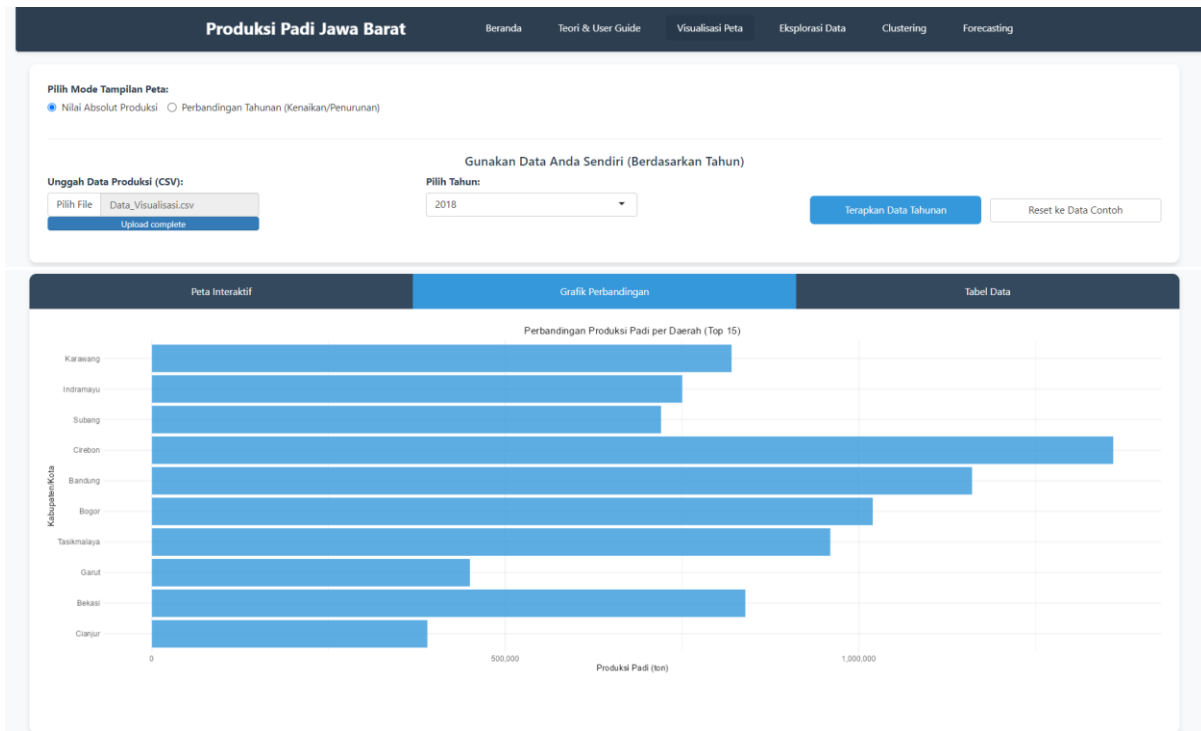 Produksi Padi Jawa Barat Beranda Teori & User Guide Visualisasi Peta Eksplorasi Data Clustering Forecasting
Pilih Mode Tampilan Peta:
Nilai Absolut Produksi Perbandingan Tahunan (Kenaikan/Penurunan)
Gunakan Data Anda Sendiri (Berdasarkan Tahun)
Unggah Data Produksi (CSV): Pilih Tahun:
Pilih File Data_Visualisasi.csv 2018 Terapkan Data Tahunan Reset ke Data Contoh
Upload complete
Peta Interaktif Grafik Perbandingan Tabel Data
Perbandingan Produksi Padi per Daerah (Top 15)
Kabupaten/Kota
Karawang
Indramayu
Subang
Cirebon
Bandung
Bogor
Tasikmalaya
Garut
Bekasi
Cianjur
0 500,000 1,000,000
Produksi Padi (ton)